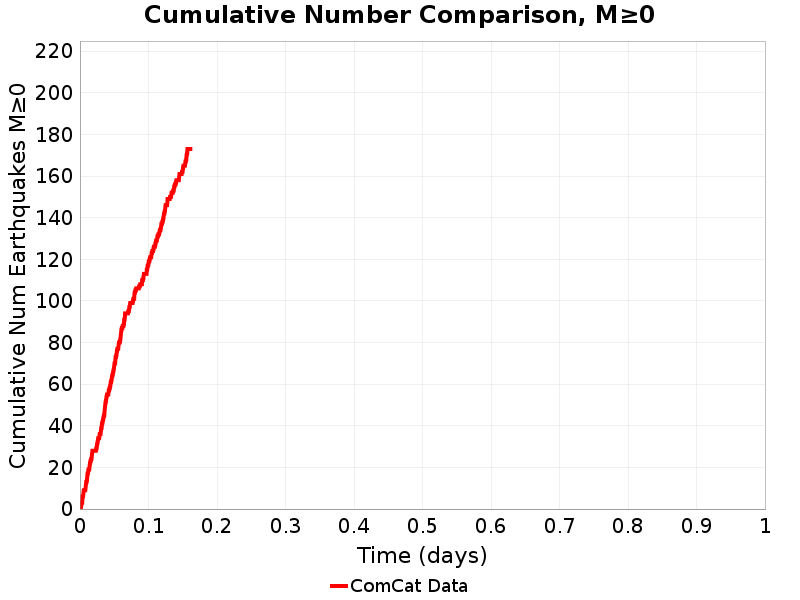 Cumulative Number Comparison, M≥0
Cumulative Num Earthquakes M≥0
220
200
180
160
140
120
100
80
60
40
20
0
0 0.1 0.2 0.3 0.4 0.5 0.6 0.7 0.8 0.9 1
Time (days)
ComCat Data